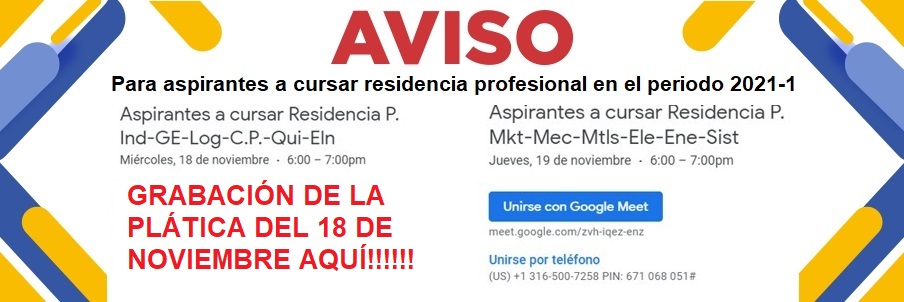 AVISO
Para aspirantes a cursar residencia profesional en el periodo 2021-1
Aspirantes a cursar Residencia P.
Ind-GE-Log-C.P.-Qui-Eln
Miércoles, 18 de noviembre · 6:00 – 7:00pm
GRABACIÓN DE LA
PLÁTICA DEL 18 DE
NOVIEMBRE AQUÍ!!!!!!
Aspirantes a cursar Residencia P.
Mkt-Mec-Mtls-Ele-Ene-Sist
Jueves, 19 de noviembre · 6:00 – 7:00pm
Unirse con Google Meet
meet.google.com/zvh-iqez-enz
Unirse por teléfono
(US) +1 316-500-7258 PIN: 671 068 051#